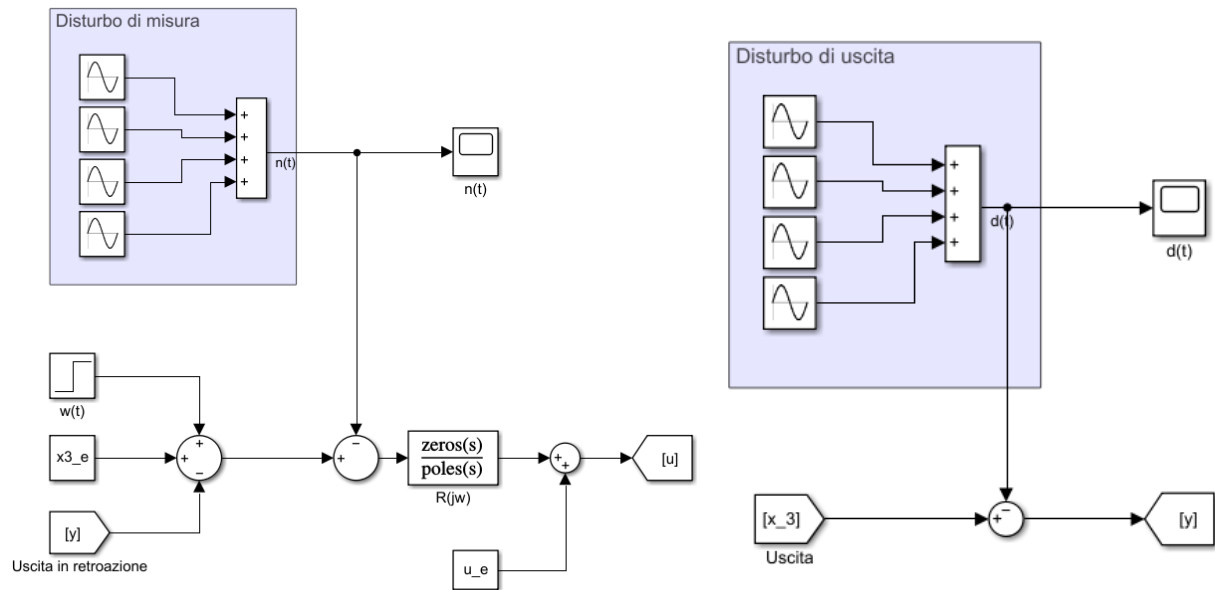 Disturbo di misura
+
+
+
+
n(t)
n(t)
w(t)
x3_e
[y]
Uscita in retroazione
+
+
−
−
+
zeros(s)
poles(s)
R(jw)
+
+
[u]
u_e
Disturbo di uscita
+
+
+
+
d(t)
d(t)
[x_3]
Uscita
−
+
[y]